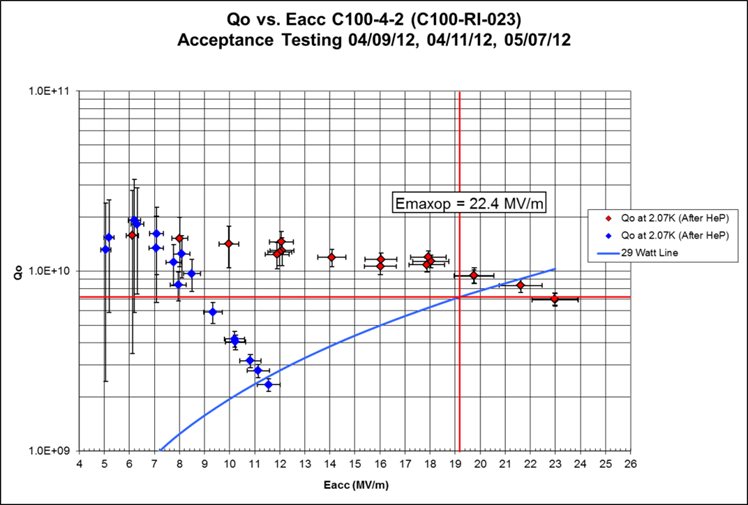 Qo vs. Eacc C100-4-2 (C100-RI-023)
Acceptance Testing 04/09/12, 04/11/12, 05/07/12
1.0E+11
Emaxop = 22.4 MV/m
Qo at 2.07K (After HeP)
Qo at 2.07K (After HeP)
29 Watt Line
Qo
1.0E+10
1.0E+09
4 5 6 7 8 9 10 11 12 13 14 15 16 17 18 19 20 21 22 23 24 25 26
Eacc (MV/m)